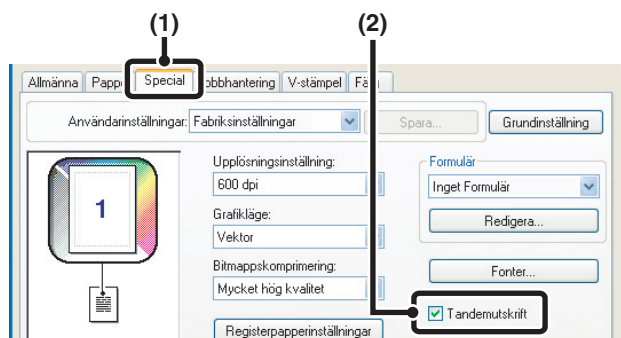 (1) (2)
Allmänna Special V-stämpel
Användarinställningar: Fabriksinställningar Spara... Grundinställning
Upplösningsinställning: Formulär
600 dpi Inget Formulär
1
Grafikläge: Redigera...
Vektor
Bitmappskomprimering: Fonter...
Mycket hög kvalitet
Tandemutskrift
Registerpapperinställningar